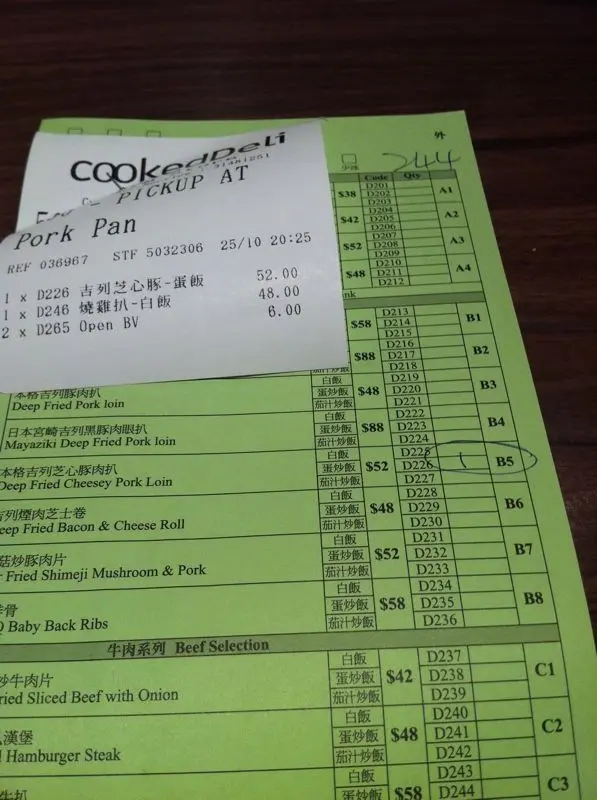 COOKeDDeLi
PICKUP AT
Pork Pan
REF 036967 STF 5032306 25/10 20:25
1 x D226 吉列芝心豚-蛋飯 52.00
1 x D246 燒雞扒-白飯 48.00
2 x D265 Open BV 6.00
外
244
Code Qty
$38 D201 D202 D203 A1
$42 D204 D205 D206 A2
$52 D207 D208 D209 A3
$48 D210 D211 D212 A4
$58 D213 D214 D215 B1
$88 D216 D217 D218 B2
本格吉列豚肉扒
Deep Fried Pork loin
白飯 蛋炒飯 茄汁炒飯 $48 D219 D220 D221 B3
日本宮崎吉列黑豚肉眼扒
Mayaziki Deep Fried Pork loin
白飯 蛋炒飯 茄汁炒飯 $88 D222 D223 D224 B4
本格吉列芝心豚肉扒
Deep Fried Cheesey Pork Loin
白飯 蛋炒飯 茄汁炒飯 $52 D225 D226 1 D227 B5
吉列煙肉芝士卷
Deep Fried Bacon & Cheese Roll
白飯 蛋炒飯 茄汁炒飯 $48 D228 D229 D230 B6
菇炒豚肉片
Fried Shimeji Mushroom & Pork
白飯 蛋炒飯 茄汁炒飯 $52 D231 D232 D233 B7
骨
Q Baby Back Ribs
白飯 蛋炒飯 茄汁炒飯 $58 D234 D235 D236 B8
牛肉系列 Beef Selection
炒牛肉片
ried Sliced Beef with Onion
白飯 蛋炒飯 茄汁炒飯 $42 D237 D238 D239 C1
漢堡
Hamburger Steak
白飯 蛋炒飯 茄汁炒飯 $48 D240 D241 D242 C2
牛扒
白飯 蛋炒飯 $58 D243 D244 C3